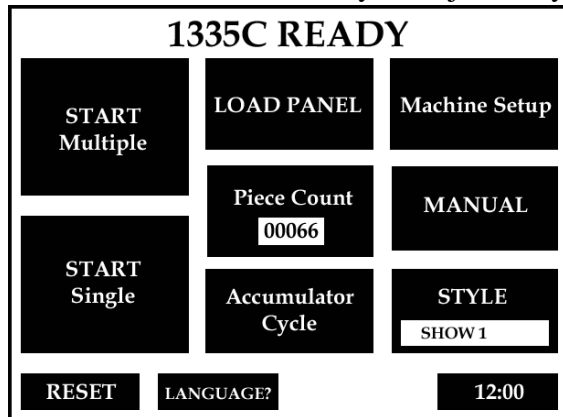 1335C READY
START
Multiple
LOAD PANEL
Machine Setup
Piece Count
00066
MANUAL
START
Single
Accumulator
Cycle
STYLE
SHOW 1
RESET
LANGUAGE?
12:00